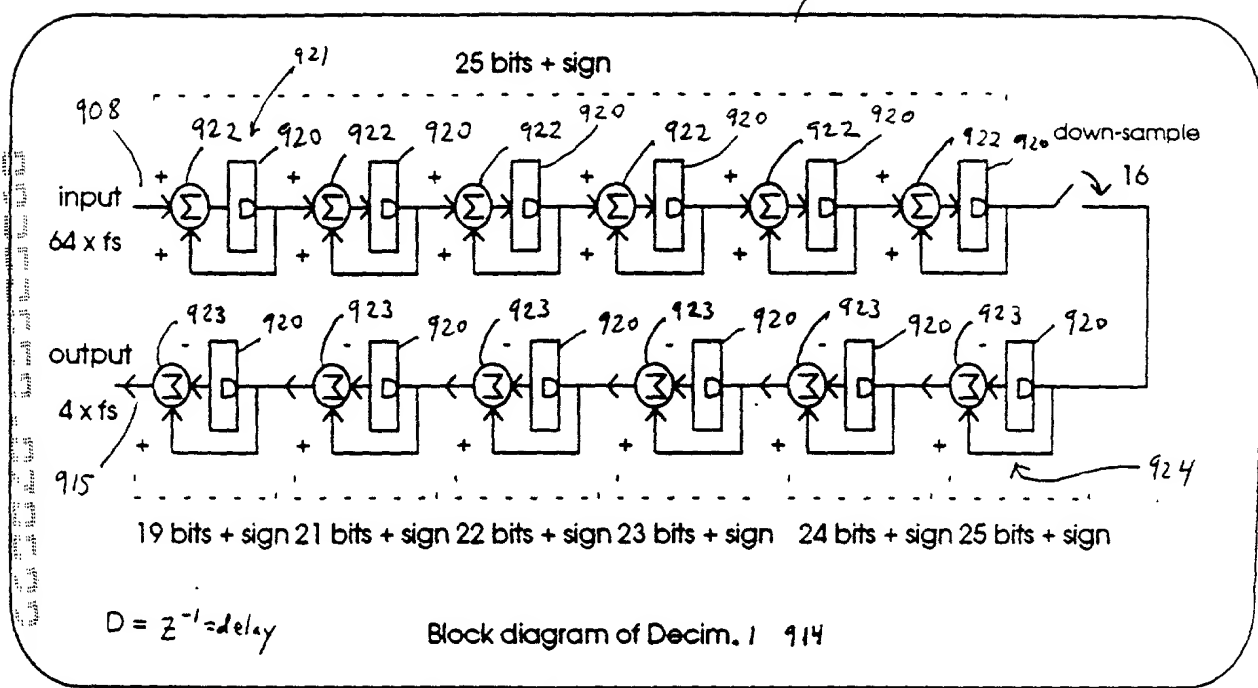 921
25 bits + sign
908
922 920 922 920 922 920 922 920 922 920 922 920 down-sample
+ + + + + +
input Σ D Σ D Σ D Σ D Σ D Σ D 16
64 x fs
+ + + + + +
923 920 923 920 923 920 923 920 923 920 923 920
- - - - - -
output Σ D Σ D Σ D Σ D Σ D Σ D
4 x fs
+ + + + + +
915 924
19 bits + sign 21 bits + sign 22 bits + sign 23 bits + sign 24 bits + sign 25 bits + sign
D = z⁻¹ = delay
Block diagram of Decim. 1 914